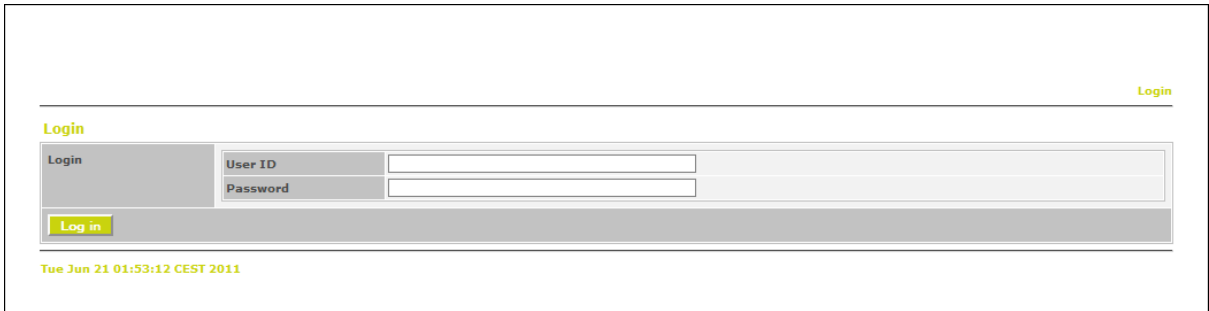 Login
Login
Login
User ID
Password
Log in
Tue Jun 21 01:53:12 CEST 2011